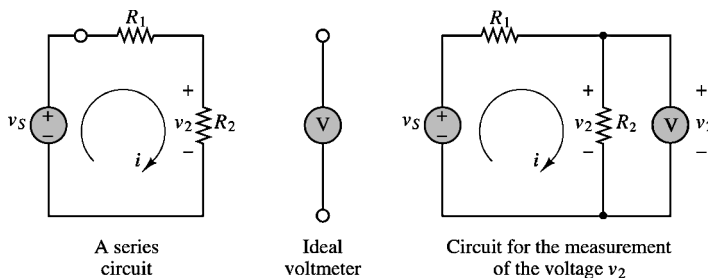 R1
vS
+
−
+
v2
−
R2
i
A series
circuit
V
Ideal
voltmeter
R1
vS
+
−
+
v2
−
R2
i
V
+
v2
−
Circuit for the measurement
of the voltage v2